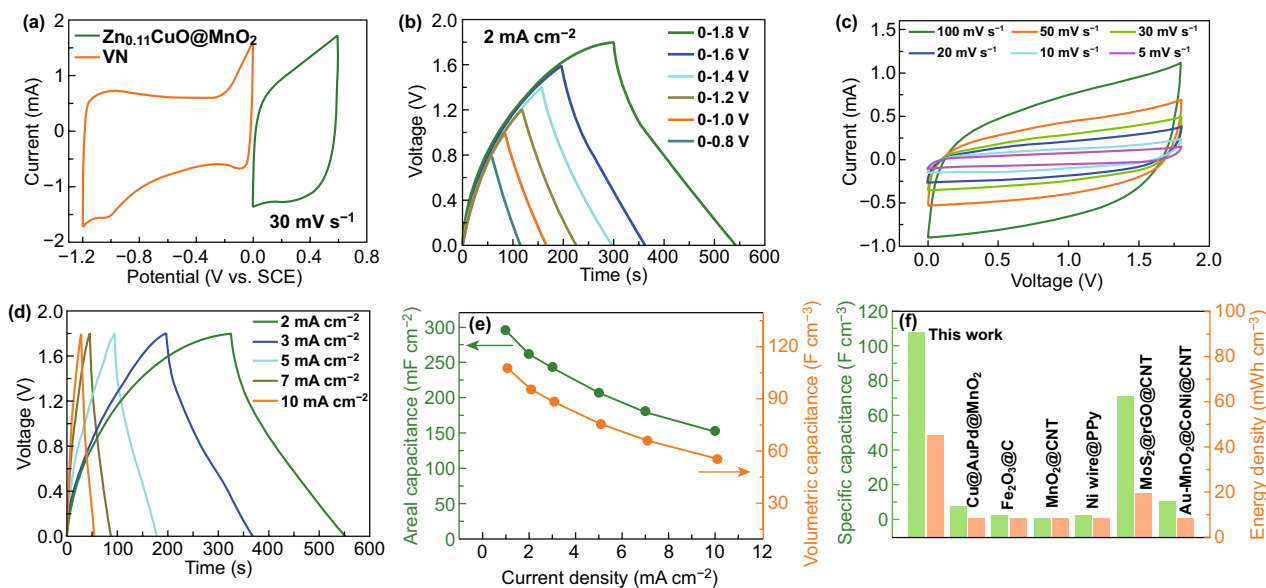 (a)
Zn0.11CuO@MnO2
VN
30 mV s−1
Current (mA)
2
1
0
−1
−2
−1.2 −0.8 −0.4 0.0 0.4 0.8
Potential (V vs. SCE)
(b)
2 mA cm−2
0-1.8 V
0-1.6 V
0-1.4 V
0-1.2 V
0-1.0 V
0-0.8 V
Voltage (V)
2.0
1.6
1.2
0.8
0.4
0.0
0 100 200 300 400 500 600
Time (s)
(c)
100 mV s−1 50 mV s−1 30 mV s−1
20 mV s−1 10 mV s−1 5 mV s−1
Current (mA)
1.5
1.0
0.5
0.0
−0.5
−1.0
0.0 0.5 1.0 1.5 2.0
Voltage (V)
(d)
2 mA cm−2
3 mA cm−2
5 mA cm−2
7 mA cm−2
10 mA cm−2
Voltage (V)
2.0
1.6
1.2
0.8
0.4
0
0 100 200 300 400 500 600
Time (s)
(e)
Areal capacitance (mF cm−2)
300
250
200
150
100
50
0
Volumetric capacitance (F cm−3)
120
90
60
30
0 2 4 6 8 10 12
Current density (mA cm−2)
(f)
This work
Cu@AuPd@MnO2
Fe2O3@C
MnO2@CNT
Ni wire@PPy
MoS2@rGO@CNT
Au-MnO2@CoNi@CNT
Specific capacitance (F cm−3)
120
100
80
60
40
20
0
Energy density (mWh cm−3)
100
80
60
40
20
0